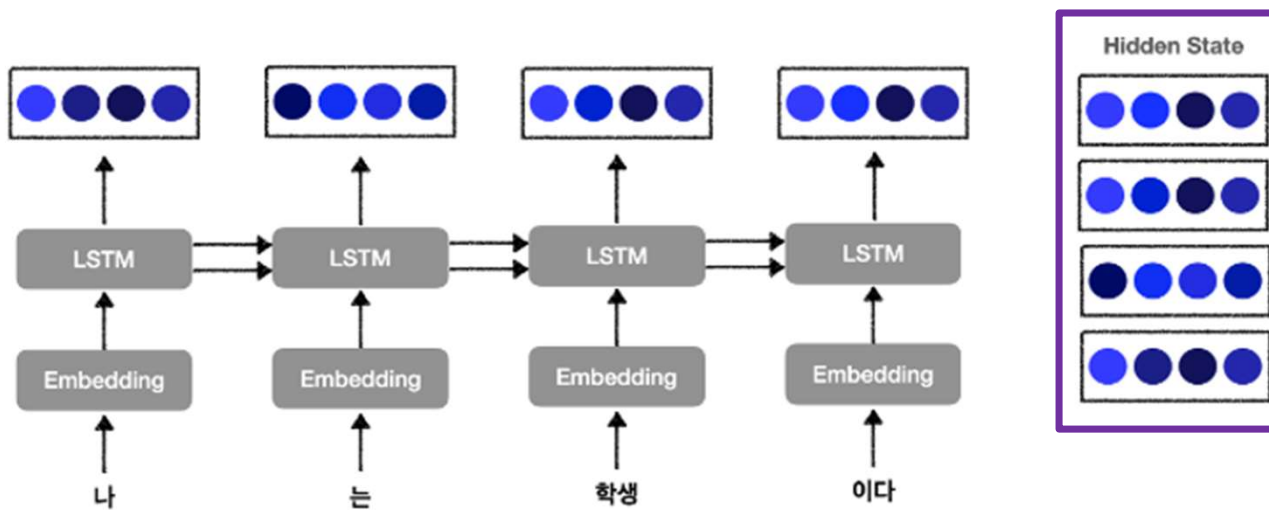 Hidden State
LSTM LSTM LSTM LSTM
Embedding Embedding Embedding Embedding
나 는 학생 이다